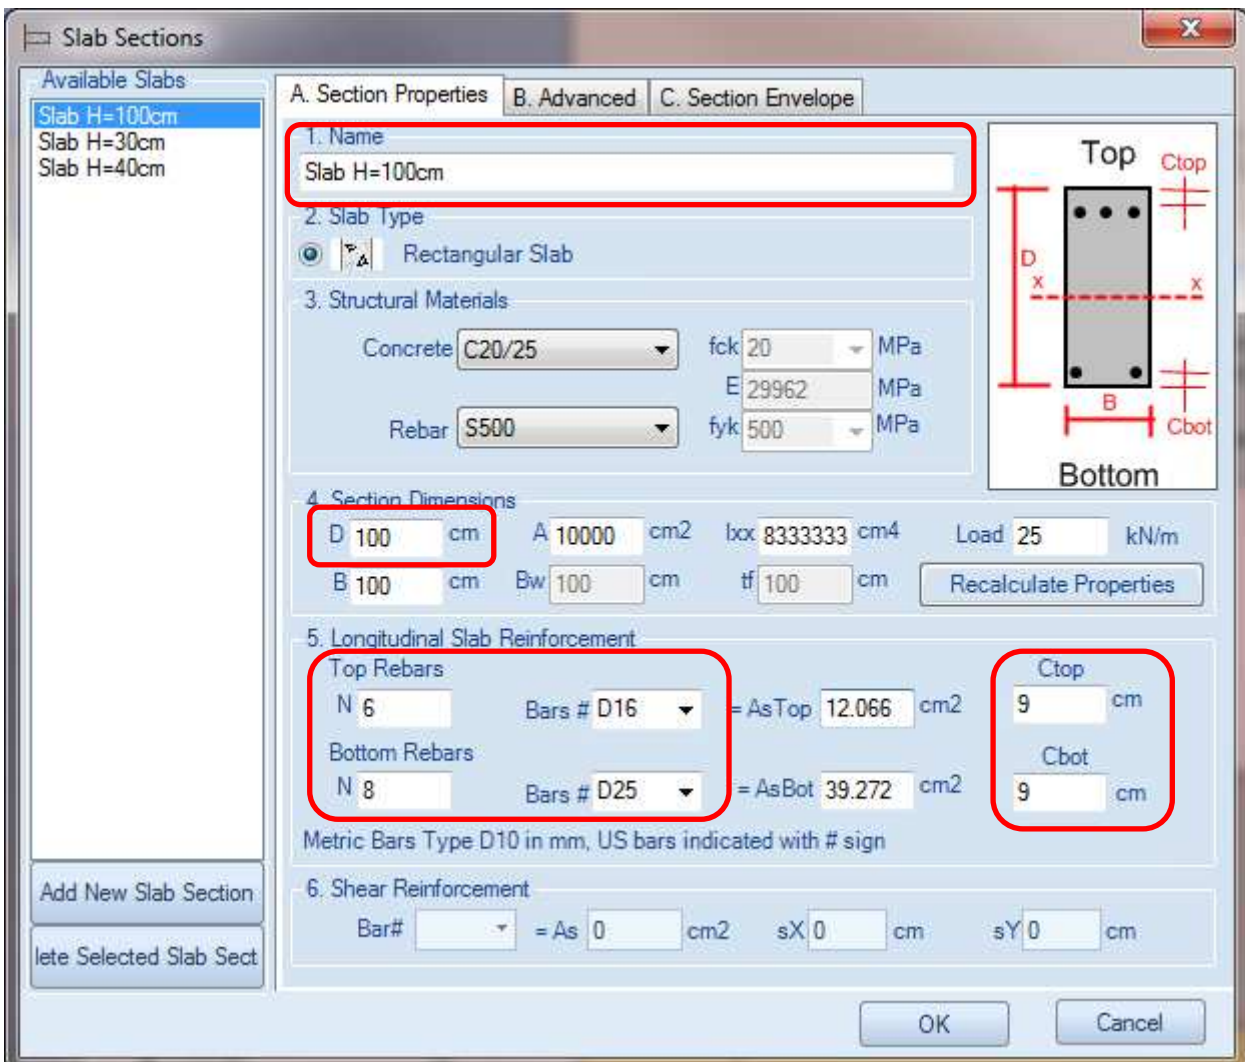 Slab Sections
Available Slabs
Slab H=100cm
Slab H=30cm
Slab H=40cm
Add New Slab Section
lete Selected Slab Sect
A. Section Properties B. Advanced C. Section Envelope
1. Name
Slab H=100cm
2. Slab Type
Rectangular Slab
3. Structural Materials
Concrete C20/25 fck 20 MPa
E 29962 MPa
Rebar S500 fyk 500 MPa
Top
Ctop
D
x x
B
Cbot
Bottom
4. Section Dimensions
D 100 cm A 10000 cm2 Ixx 8333333 cm4 Load 25 kN/m
B 100 cm Bw 100 cm tf 100 cm Recalculate Properties
5. Longitudinal Slab Reinforcement
Top Rebars Ctop
N 6 Bars # D16 = AsTop 12.066 cm2 9 cm
Bottom Rebars Cbot
N 8 Bars # D25 = AsBot 39.272 cm2 9 cm
Metric Bars Type D10 in mm, US bars indicated with # sign
6. Shear Reinforcement
Bar# = As 0 cm2 sX 0 cm sY 0 cm
OK Cancel